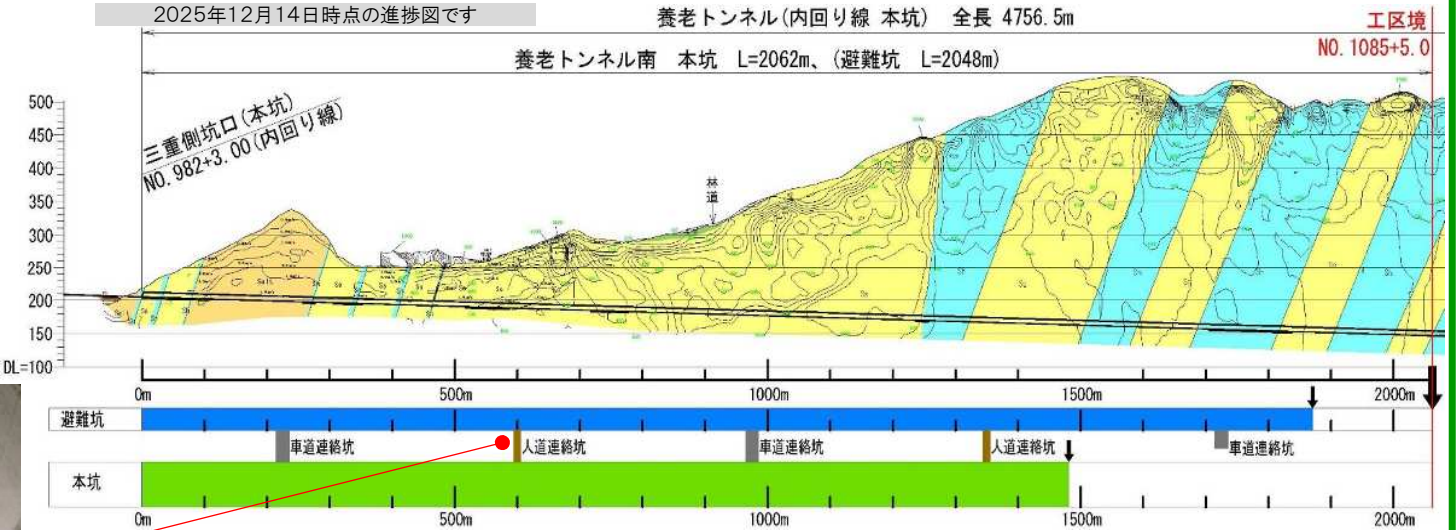 2025年12月14日時点の進捗図です
養老トンネル(内回り線 本坑) 全長 4756.5m
工区境
NO. 1085+5.0
養老トンネル南 本坑 L=2062m、(避難坑 L=2048m)
三重側坑口(本坑)
NO. 982+3.00(内回り線)
林道
500
450
400
350
300
250
200
150
DL=100
0m 500m 1000m 1500m 2000m
避難坑
車道連絡坑 人道連絡坑 車道連絡坑 人道連絡坑 車道連絡坑
本坑
0m 500m 1000m 1500m 2000m